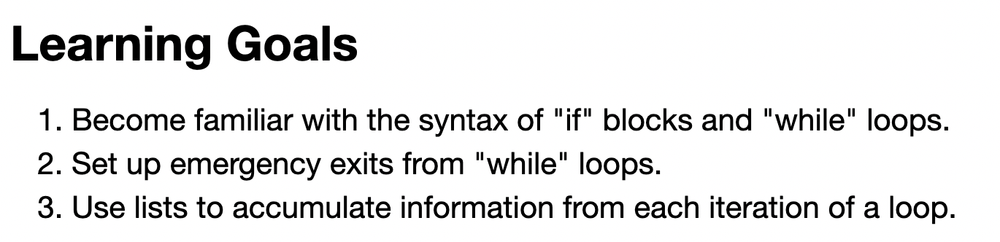 Learning Goals
1. Become familiar with the syntax of "if" blocks and "while" loops.
2. Set up emergency exits from "while" loops.
3. Use lists to accumulate information from each iteration of a loop.